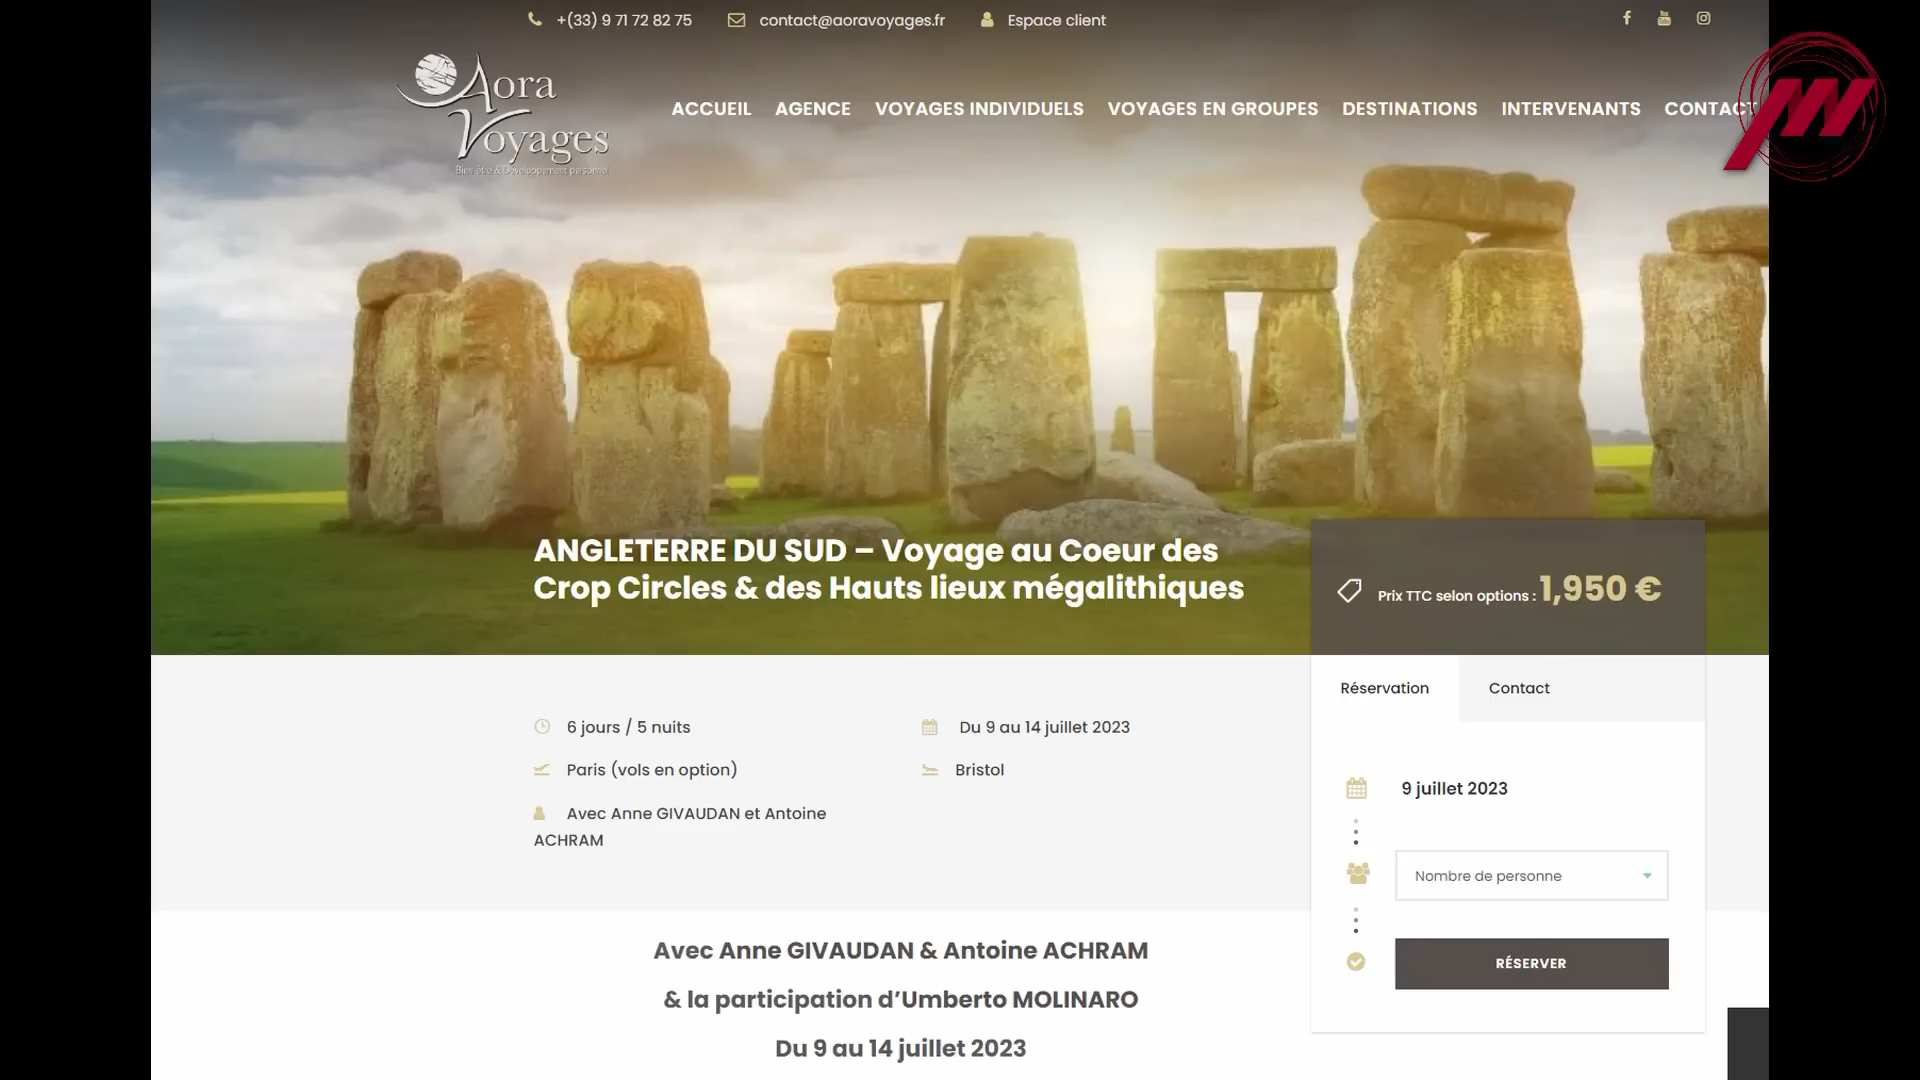 +(33) 9 71 72 82 75
contact@aoravoyages.fr
Espace client
Aora
Voyages
Bien-être & Développement personnel
ACCUEIL
AGENCE
VOYAGES INDIVIDUELS
VOYAGES EN GROUPES
DESTINATIONS
INTERVENANTS
CONTACT
ANGLETERRE DU SUD – Voyage au Coeur des
Crop Circles & des Hauts lieux mégalithiques
Prix TTC selon options : 1,950 €
Réservation
Contact
6 jours / 5 nuits
Du 9 au 14 juillet 2023
Paris (vols en option)
Bristol
Avec Anne GIVAUDAN et Antoine
ACHRAM
9 juillet 2023
Nombre de personne
RÉSERVER
Avec Anne GIVAUDAN & Antoine ACHRAM
& la participation d’Umberto MOLINARO
Du 9 au 14 juillet 2023